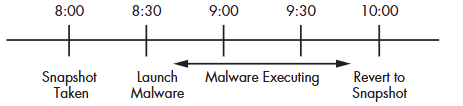 8:00 8:30 9:00 9:30 10:00
Snapshot Launch Malware Executing Revert to
Taken Malware Snapshot